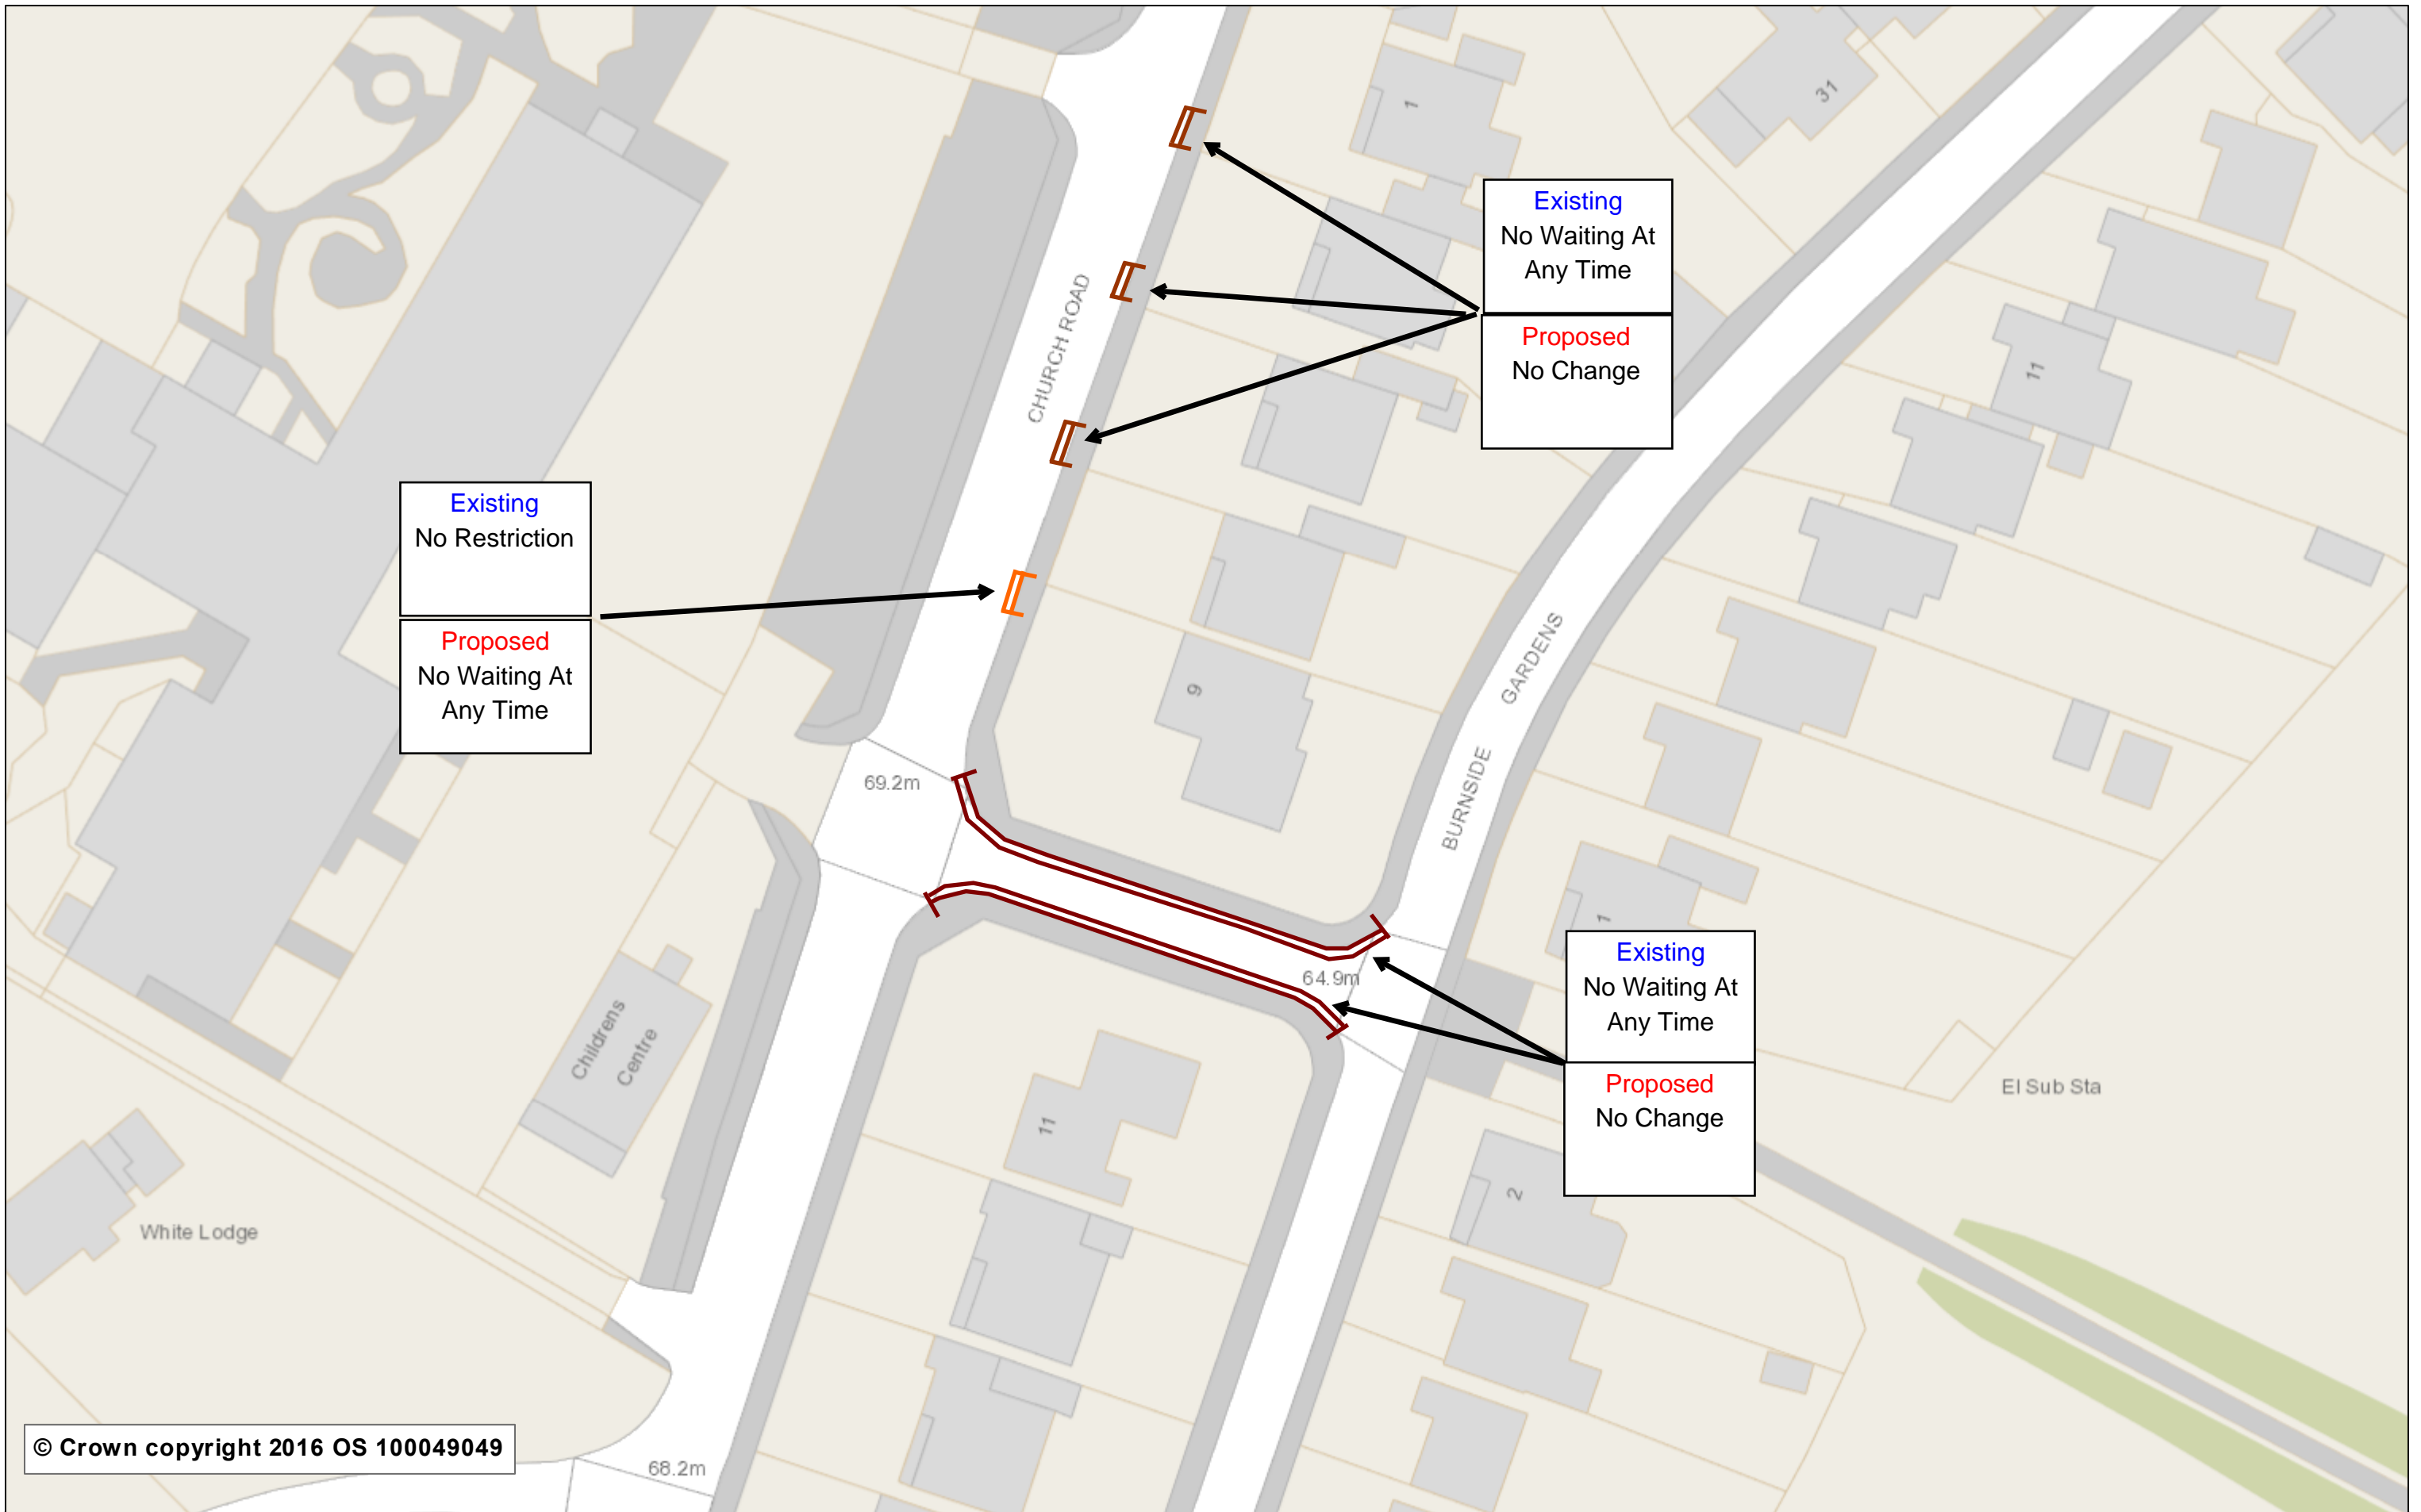 1
31
Existing
No Waiting At
Any Time
Proposed
No Change
CHURCH ROAD
11
Existing
No Restriction
Proposed
No Waiting At
Any Time
9
BURNSIDE GARDENS
69.2m
1
64.9m
Existing
No Waiting At
Any Time
Proposed
No Change
Childrens
Centre
11
El Sub Sta
2
White Lodge
© Crown copyright 2016 OS 100049049
68.2m